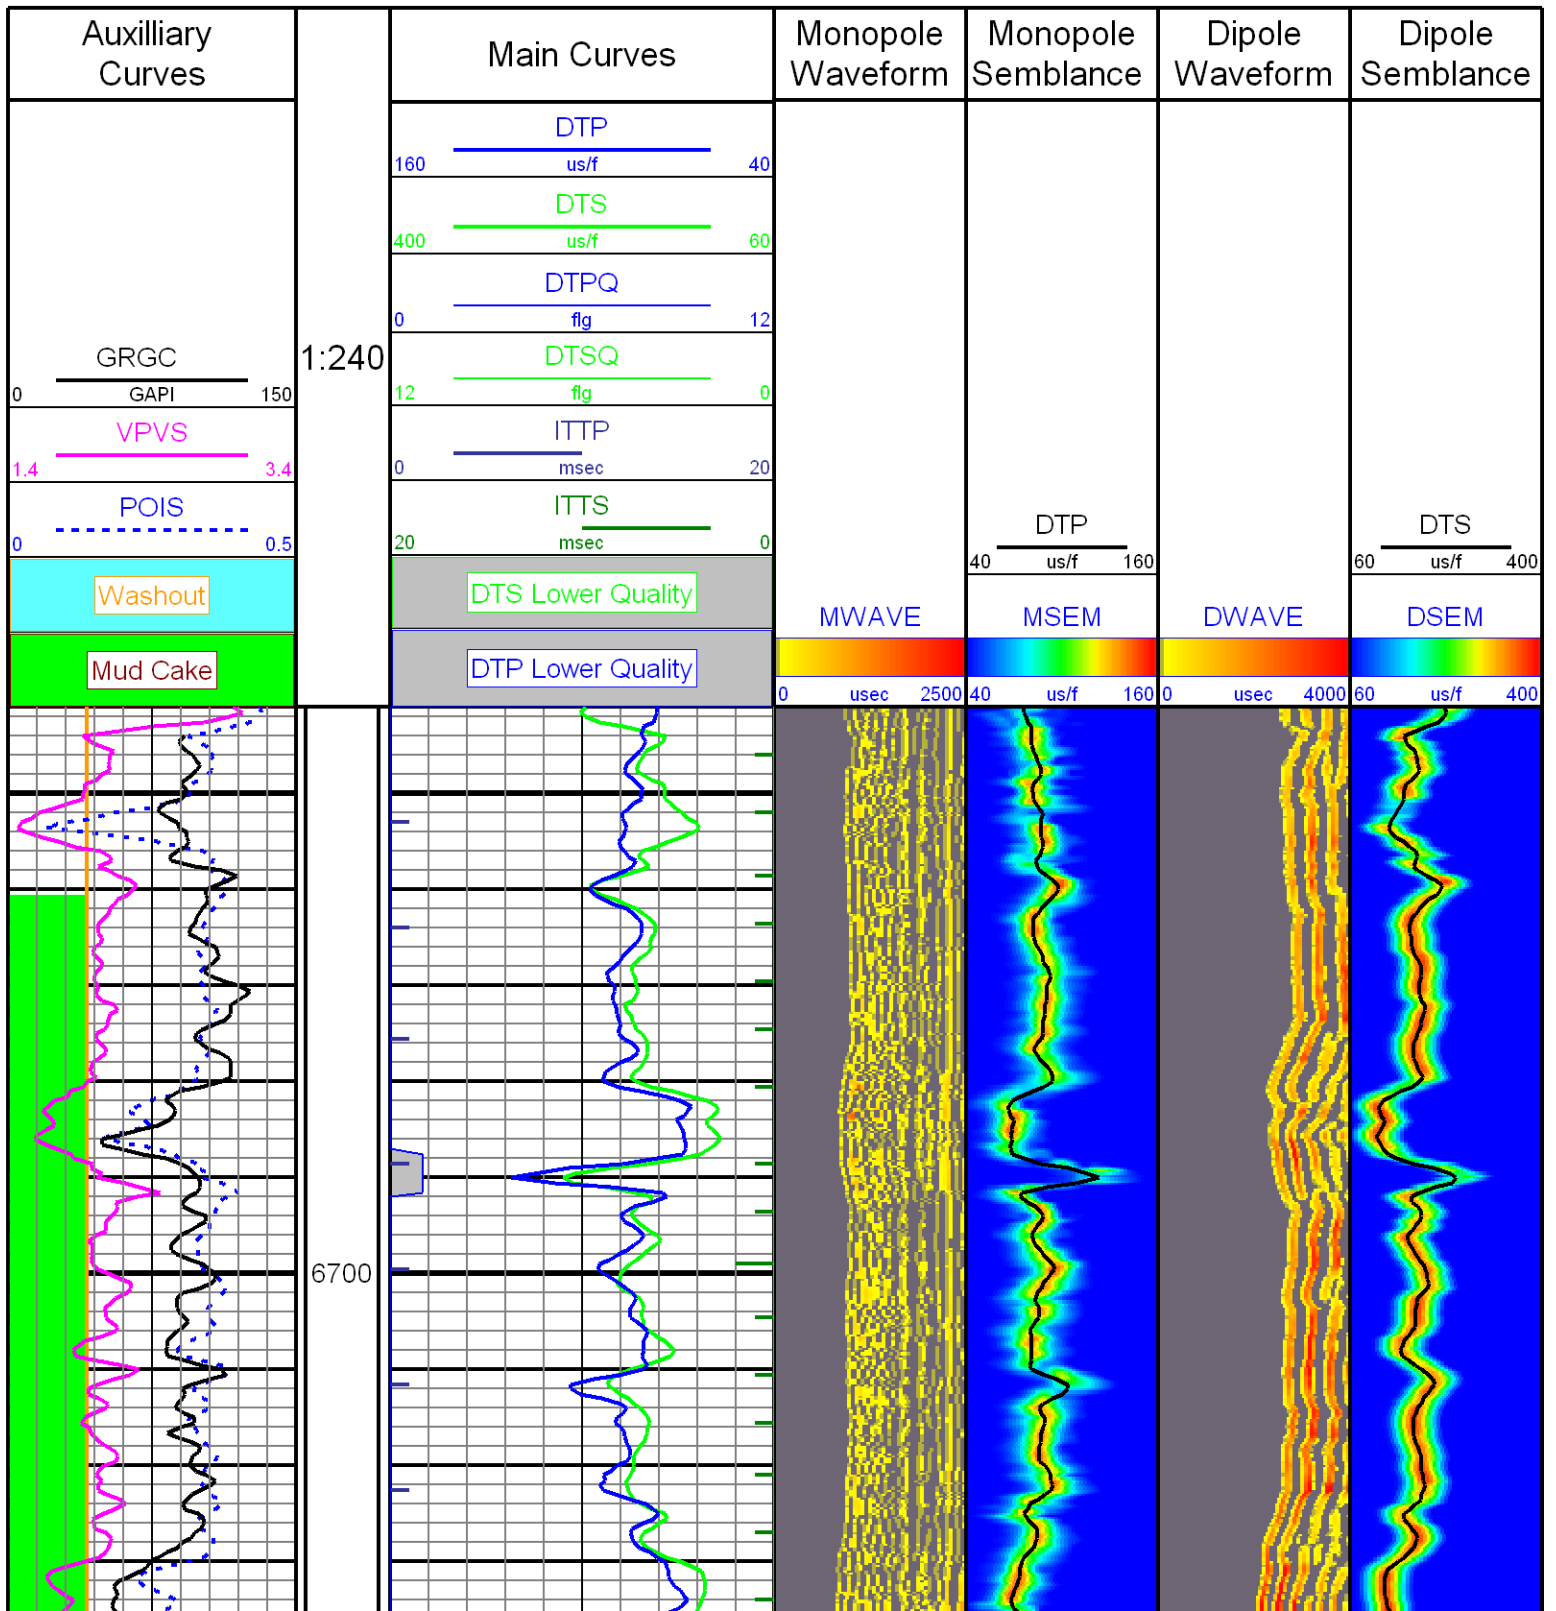 Auxilliary
Curves
Main Curves
Monopole
Waveform
Monopole
Semblance
Dipole
Waveform
Dipole
Semblance
DTP
160 us/f 40
DTS
400 us/f 60
DTPQ
0 flg 12
DTSQ
12 flg 0
ITTP
0 msec 20
ITTS
20 msec 0
DTS Lower Quality
DTP Lower Quality
GRGC
0 GAPI 150
VPVS
1.4 3.4
POIS
0 0.5
Washout
Mud Cake
1:240
MWAVE
0 usec 2500
DTP
40 us/f 160
MSEM
40 us/f 160
DWAVE
0 usec 4000
DTS
60 us/f 400
DSEM
60 us/f 400
6700